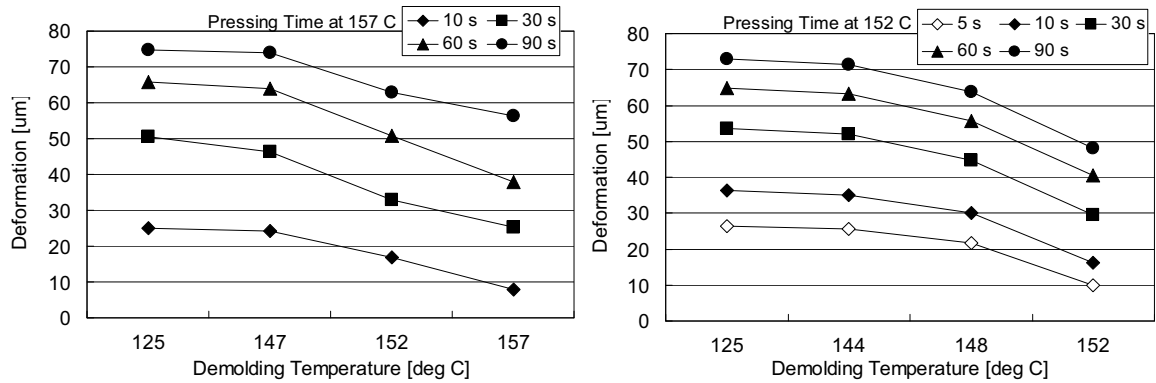 Pressing Time at 157 C
10 s 30 s
60 s 90 s
80
70
60
50
40
30
20
10
0
Deformation [um]
125 147 152 157
Demolding Temperature [deg C]
Pressing Time at 152 C
5 s 10 s 30 s
60 s 90 s
80
70
60
50
40
30
20
10
0
Deformation [um]
125 144 148 152
Demolding Temperature [deg C]